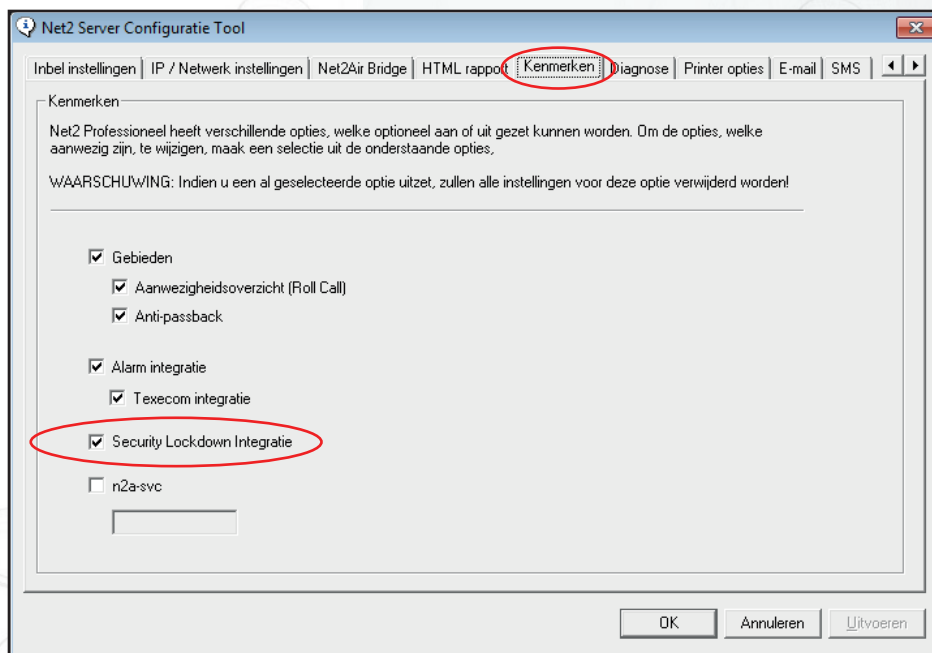 Net2 Server Configuratie Tool
Inbel instellingen IP / Netwerk instellingen Net2Air Bridge HTML rapport Kenmerken Diagnose Printer opties E-mail SMS
Kenmerken
Net2 Professioneel heeft verschillende opties, welke optioneel aan of uit gezet kunnen worden. Om de opties, welke
aanwezig zijn, te wijzigen, maak een selectie uit de onderstaande opties,
WAARSCHUWING: Indien u een al geselecteerde optie uitzet, zullen alle instellingen voor deze optie verwijderd worden!
Gebieden
Aanwezigheidsoverzicht (Roll Call)
Anti-passback
Alarm integratie
Texecom integratie
Security Lockdown Integratie
n2a-svc
OK Annuleren Uitvoeren